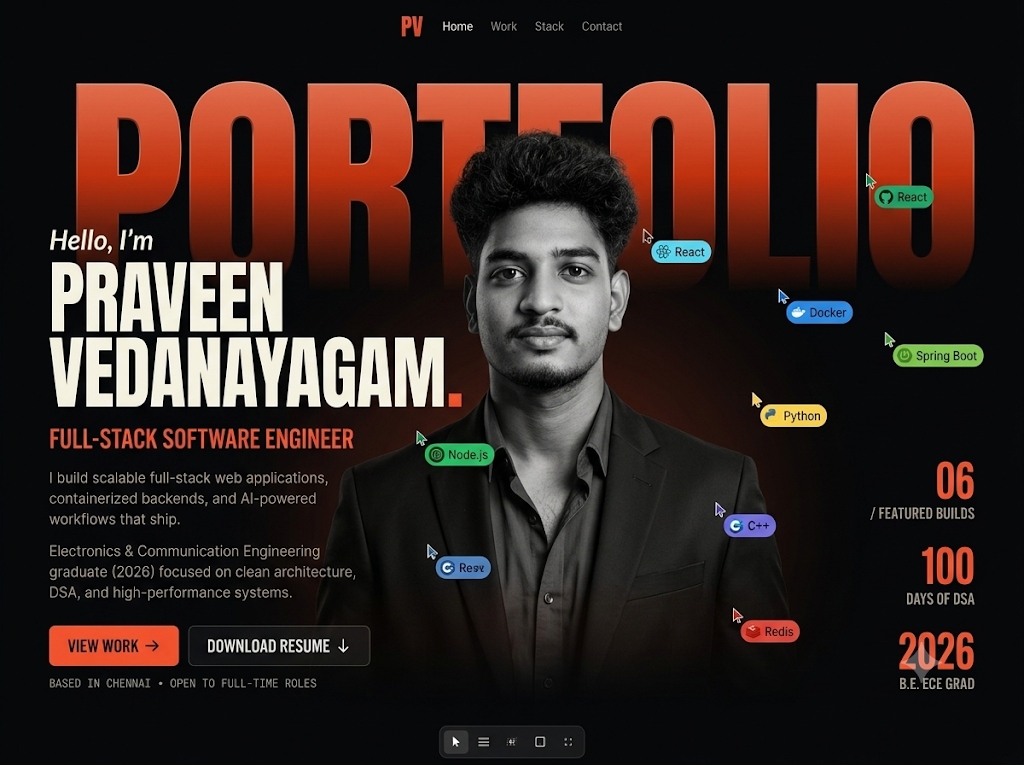 PV Home Work Stack Contact
PORTFOLIO
Hello, I'm
PRAVEEN
VEDANAYAGAM.
FULL-STACK SOFTWARE ENGINEER
I build scalable full-stack web applications,
containerized backends, and AI-powered
workflows that ship.
Electronics & Communication Engineering
graduate (2026) focused on clean architecture,
DSA, and high-performance systems.
VIEW WORK →
DOWNLOAD RESUME ↓
BASED IN CHENNAI • OPEN TO FULL-TIME ROLES
React
React
Docker
Spring Boot
Python
Node.js
C++
Redis
06
/ FEATURED BUILDS
100
DAYS OF DSA
2026
B.E. ECE GRAD